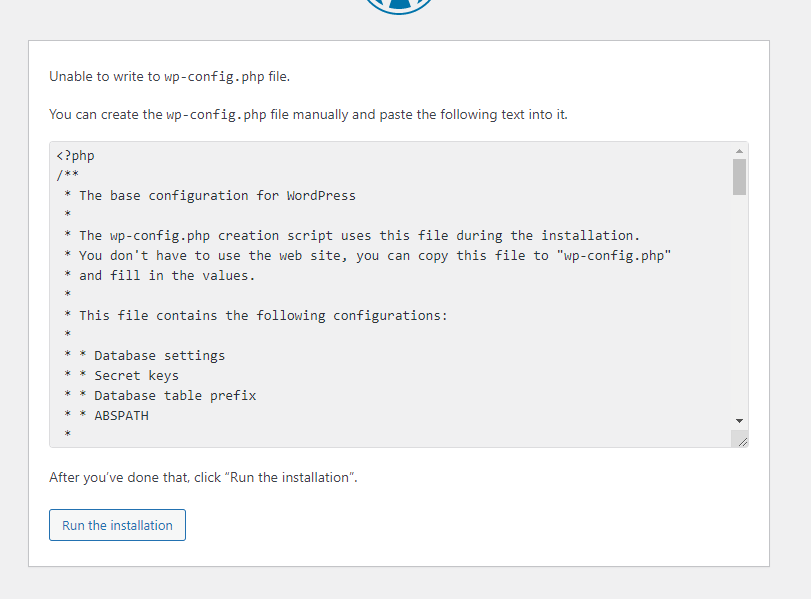 Unable to write to wp-config.php file.
You can create the wp-config.php file manually and paste the following text into it.
<?php
/**
 * The base configuration for WordPress
 *
 * The wp-config.php creation script uses this file during the installation.
 * You don't have to use the web site, you can copy this file to "wp-config.php"
 * and fill in the values.
 *
 * This file contains the following configurations:
 *
 * * Database settings
 * * Secret keys
 * * Database table prefix
 * * ABSPATH
 *
After you’ve done that, click “Run the installation”.
Run the installation